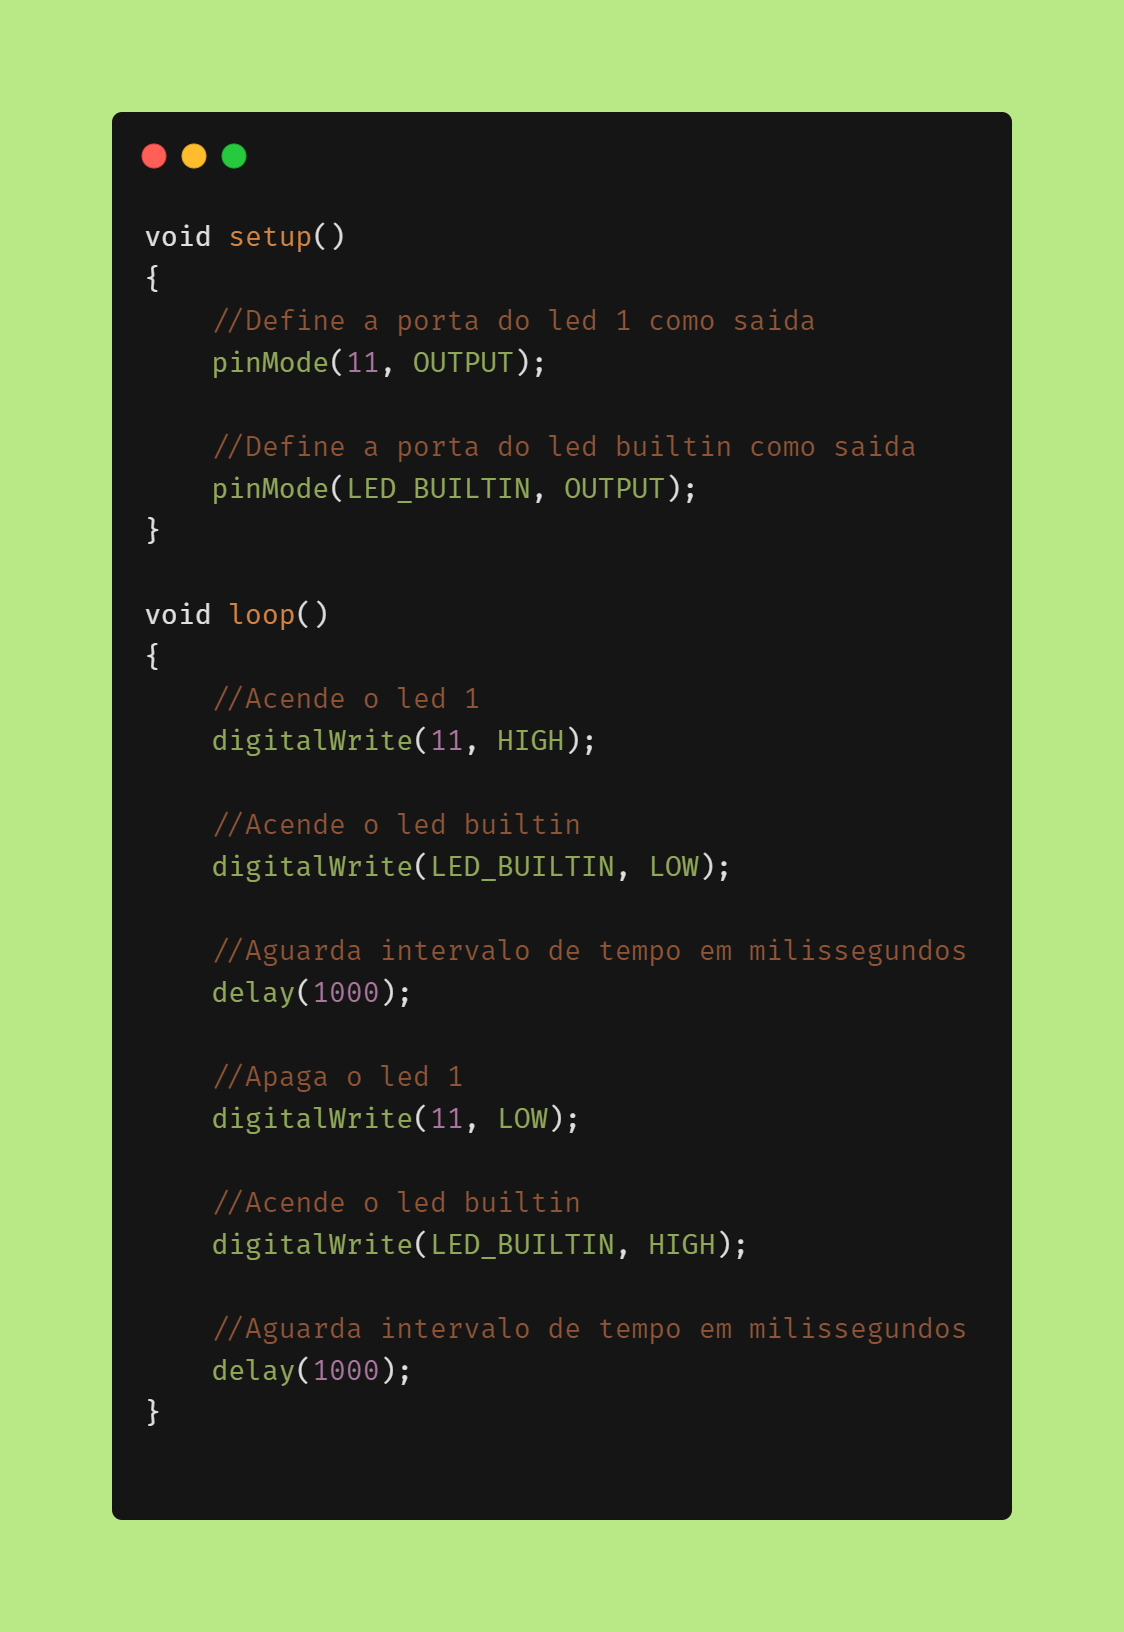 void setup()
{
    //Define a porta do led 1 como saida
    pinMode(11, OUTPUT);

    //Define a porta do led builtin como saida
    pinMode(LED_BUILTIN, OUTPUT);
}

void loop()
{
    //Acende o led 1
    digitalWrite(11, HIGH);

    //Acende o led builtin
    digitalWrite(LED_BUILTIN, LOW);

    //Aguarda intervalo de tempo em milissegundos
    delay(1000);

    //Apaga o led 1
    digitalWrite(11, LOW);

    //Acende o led builtin
    digitalWrite(LED_BUILTIN, HIGH);

    //Aguarda intervalo de tempo em milissegundos
    delay(1000);
}